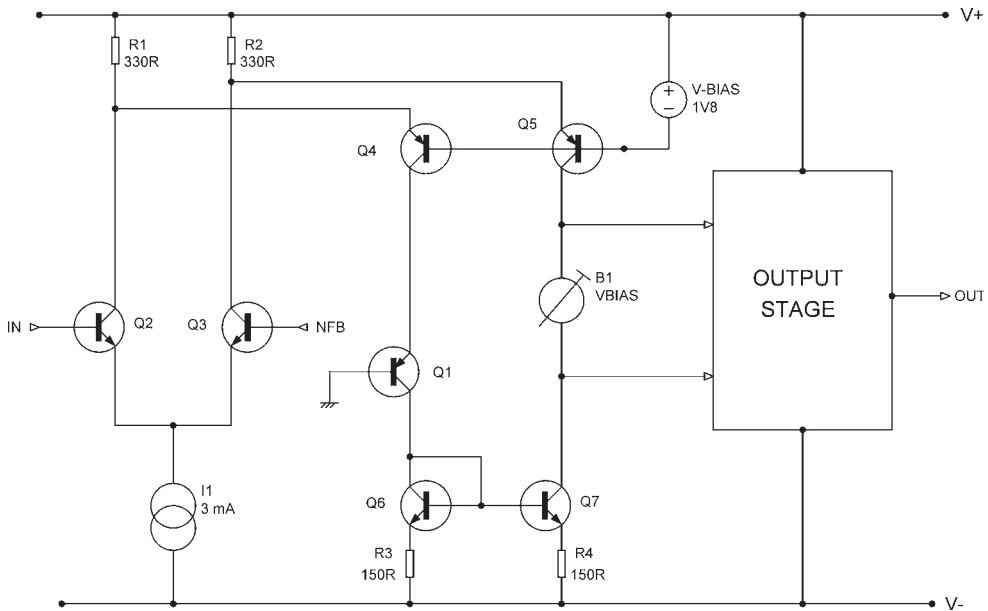 V+
R1
330R
R2
330R
V-BIAS
1V8
+
−
Q4
Q5
OUTPUT
STAGE
B1
VBIAS
OUT
IN
Q2
Q3
NFB
Q1
I1
3 mA
Q6
Q7
R3
150R
R4
150R
V-